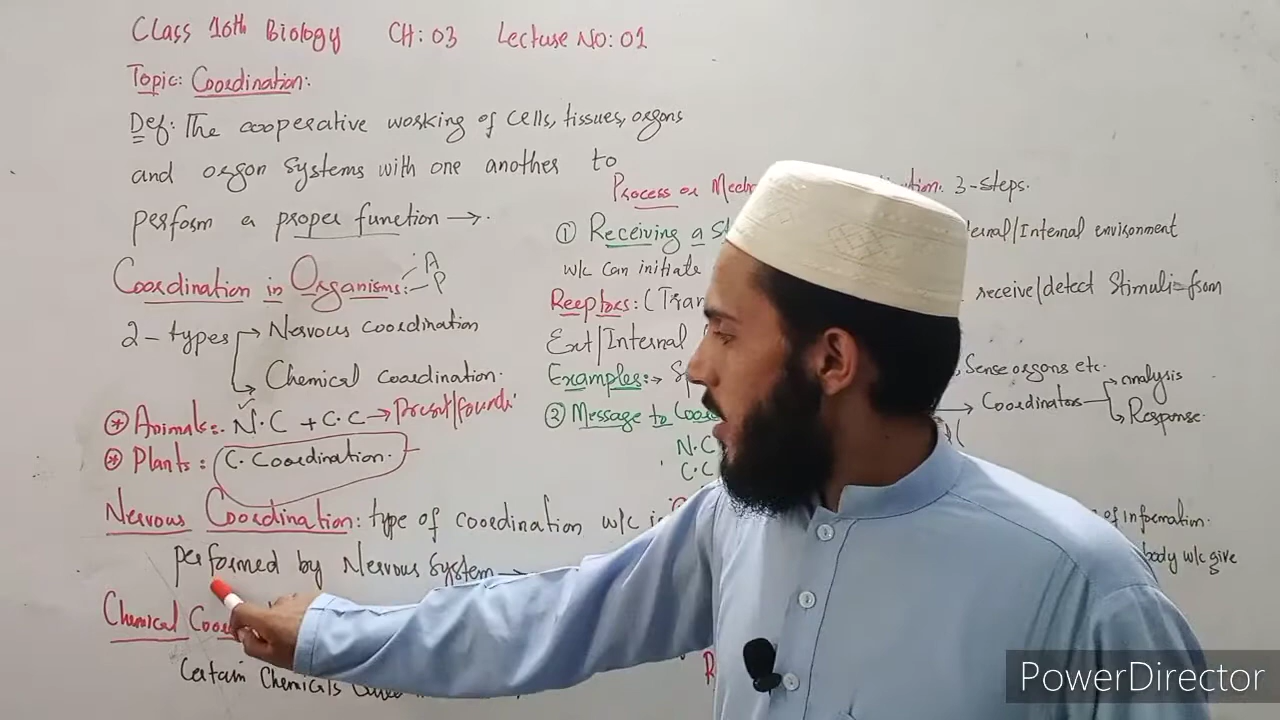 Class 10th Biology CH: 03 Lecture No: 01
Topic: Coordination:
Def: The cooperative working of cells, tissues, organs
and organ systems with one another to
perform a proper function →.
Coordination in Organisms: A
P
2 - types → Nervous coordination
→ Chemical coordination.
* Animals:. N.C + C.C → Present/found.
* Plants: C. Coordination.
Nervous Coordination: type of coordination w/c
performed by Nervous System
Chemical
Certain Chemicals
Process or 3-steps.
① Receiving a /Internal environment
w/c can initiate
Reeptors: ( receive/detect Stimuli from
Ext/Internal
Examples: Sense organs etc.
② Message to → Coordinators → analysis
→ Response.
N.C
C.C
of information.
body w/c give
PowerDirector